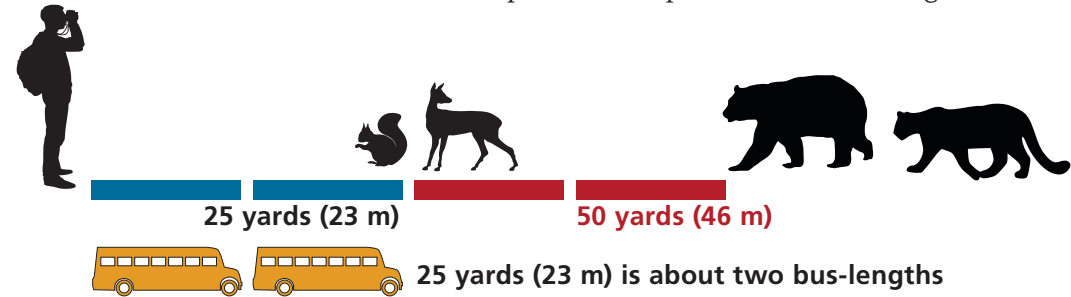 25 yards (23 m)
50 yards (46 m)
25 yards (23 m) is about two bus-lengths